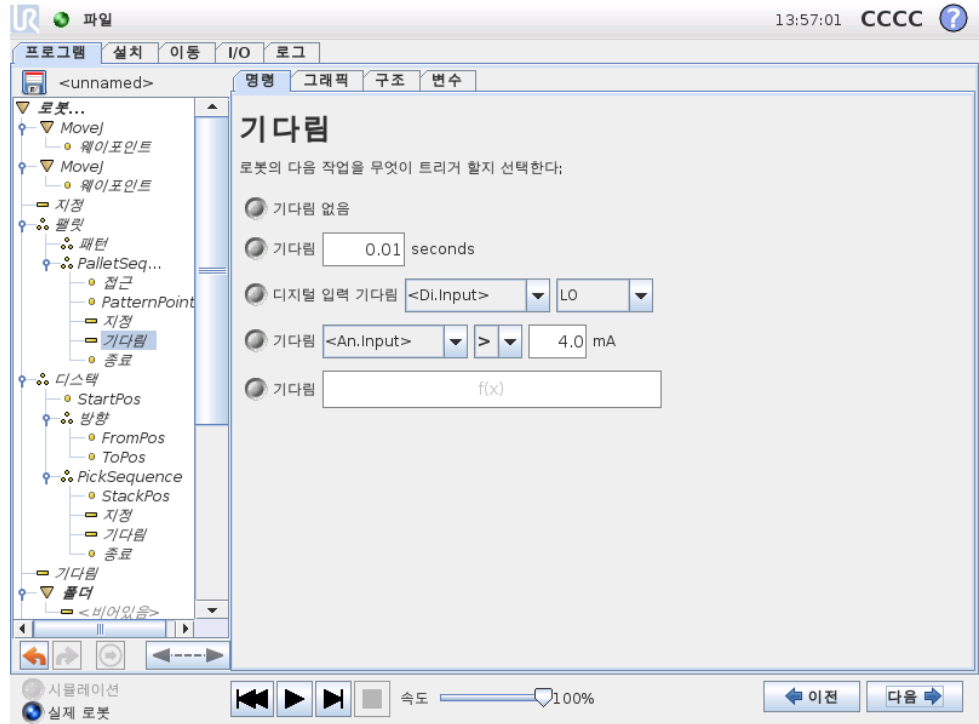 UR 파일 13:57:01 CCCC ?
프로그램 설치 이동 I/O 로그
<unnamed>
명령 그래픽 구조 변수
로봇...
MoveJ
웨이포인트
MoveJ
웨이포인트
지정
팰릿
패턴
PalletSeq...
접근
PatternPoint
지정
기다림
종료
디스택
StartPos
방향
FromPos
ToPos
PickSequence
StackPos
지정
기다림
종료
기다림
폴더
<비어있음>
기다림
로봇의 다음 작업을 무엇이 트리거 할지 선택한다;
기다림 없음
기다림 0.01 seconds
디지털 입력 기다림 <Di.Input> LO
기다림 <An.Input> > 4.0 mA
기다림 f(x)
시뮬레이션
실제 로봇
속도 100%
이전 다음